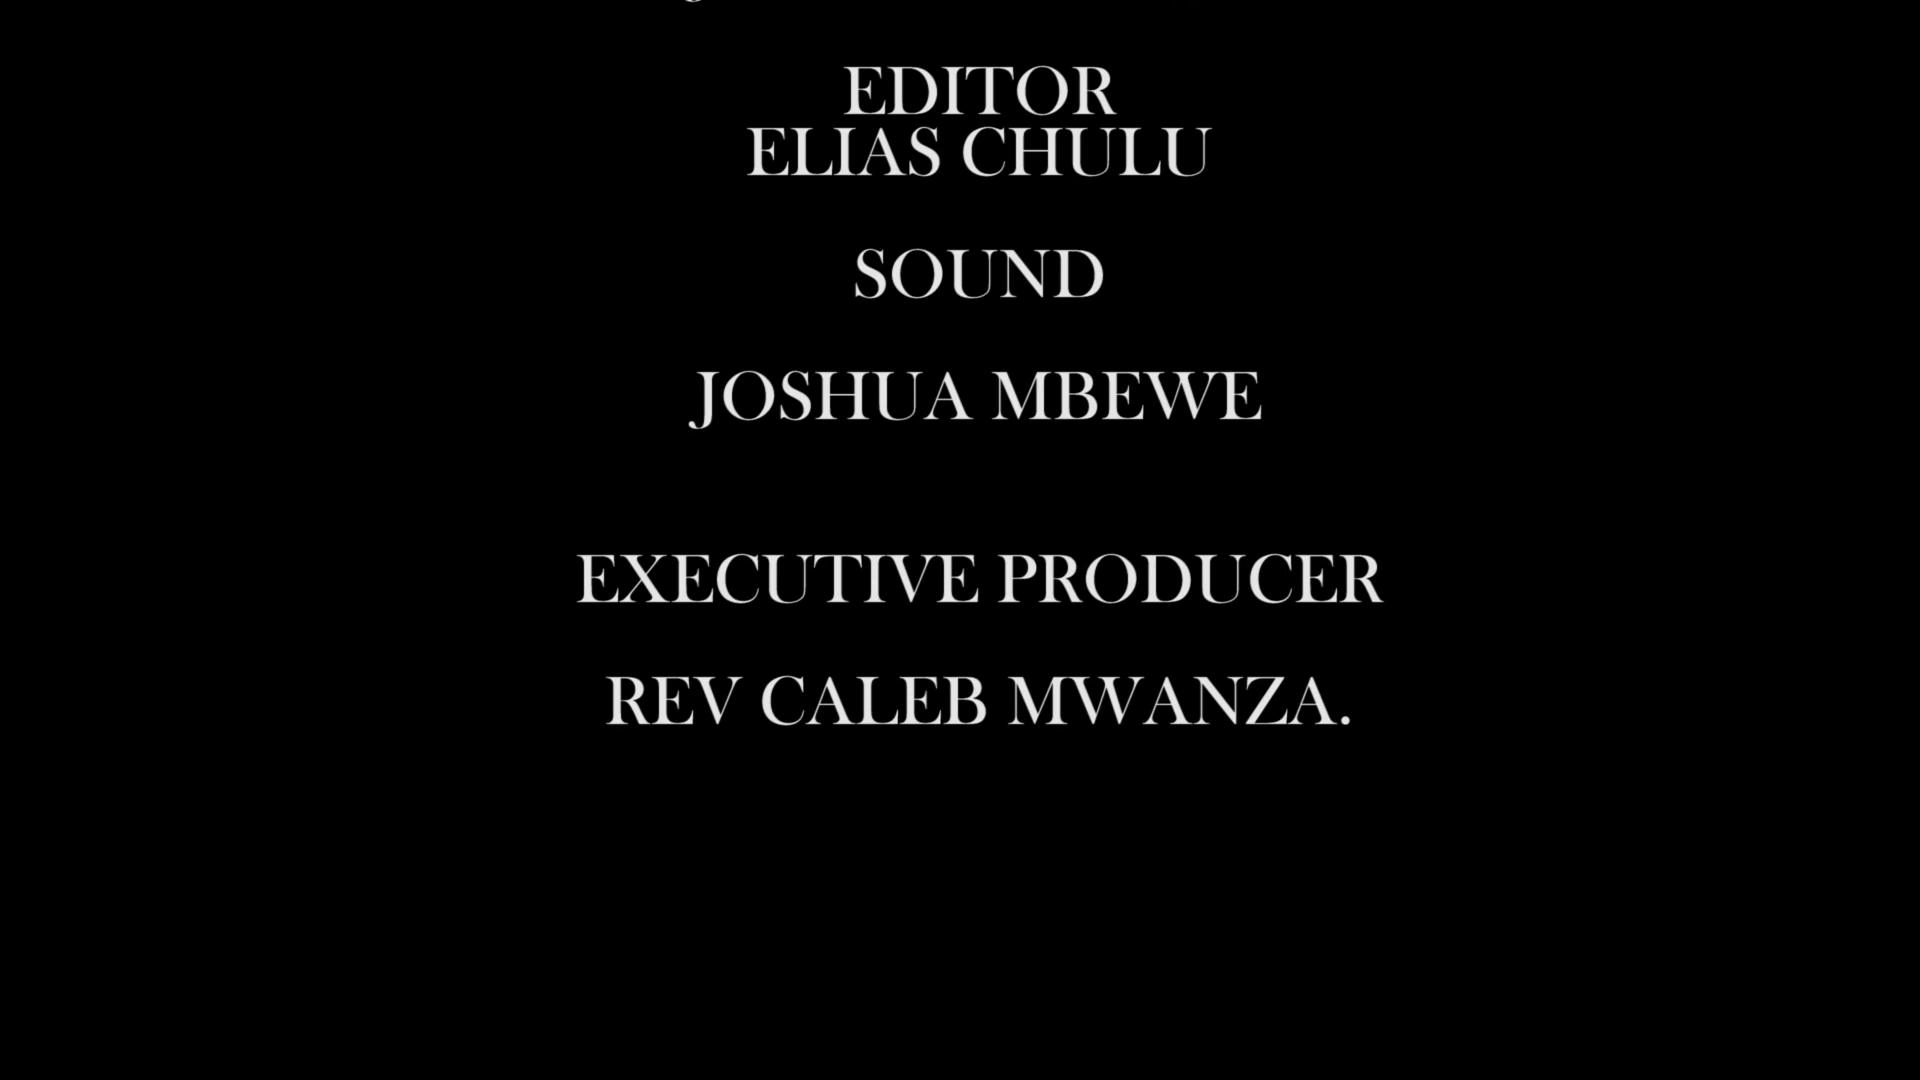 EDITOR
ELIAS CHULU
SOUND
JOSHUA MBEWE
EXECUTIVE PRODUCER
REV CALEB MWANZA.